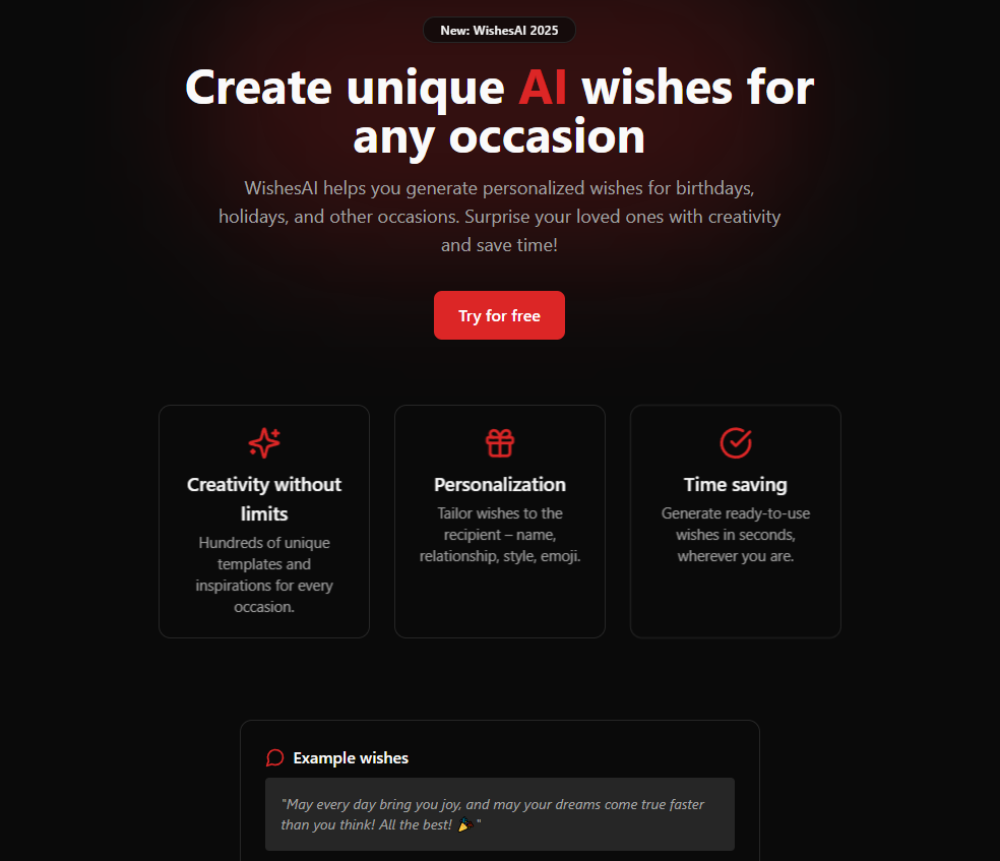 New: WishesAI 2025
Create unique AI wishes for
any occasion
WishesAI helps you generate personalized wishes for birthdays,
holidays, and other occasions. Surprise your loved ones with creativity
and save time!
Try for free
Creativity without
limits
Hundreds of unique
templates and
inspirations for every
occasion.
Personalization
Tailor wishes to the
recipient – name,
relationship, style, emoji.
Time saving
Generate ready-to-use
wishes in seconds,
wherever you are.
Example wishes
"May every day bring you joy, and may your dreams come true faster
than you think! All the best! 🎉"